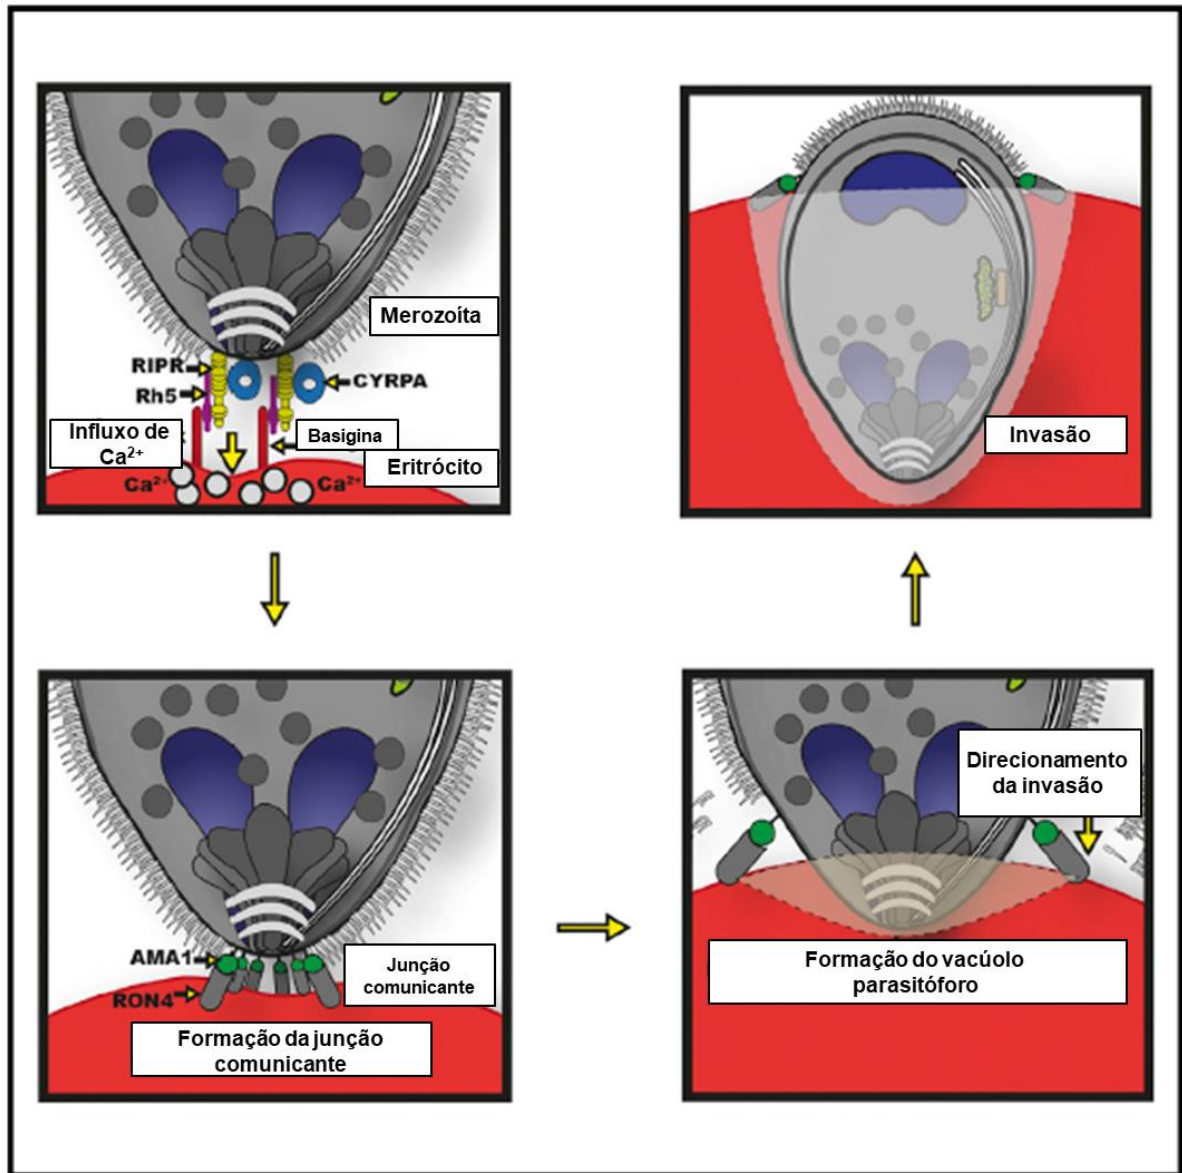 Merozoíta
RIPR
Rh5
CYRPA
Influxo de
Ca²⁺
Basigina
Eritrócito
Ca²⁺
Ca²⁺
AMA1
RON4
Junção
comunicante
Formação da junção
comunicante
Direcionamento
da invasão
Formação do vacúolo
parasitóforo
Invasão